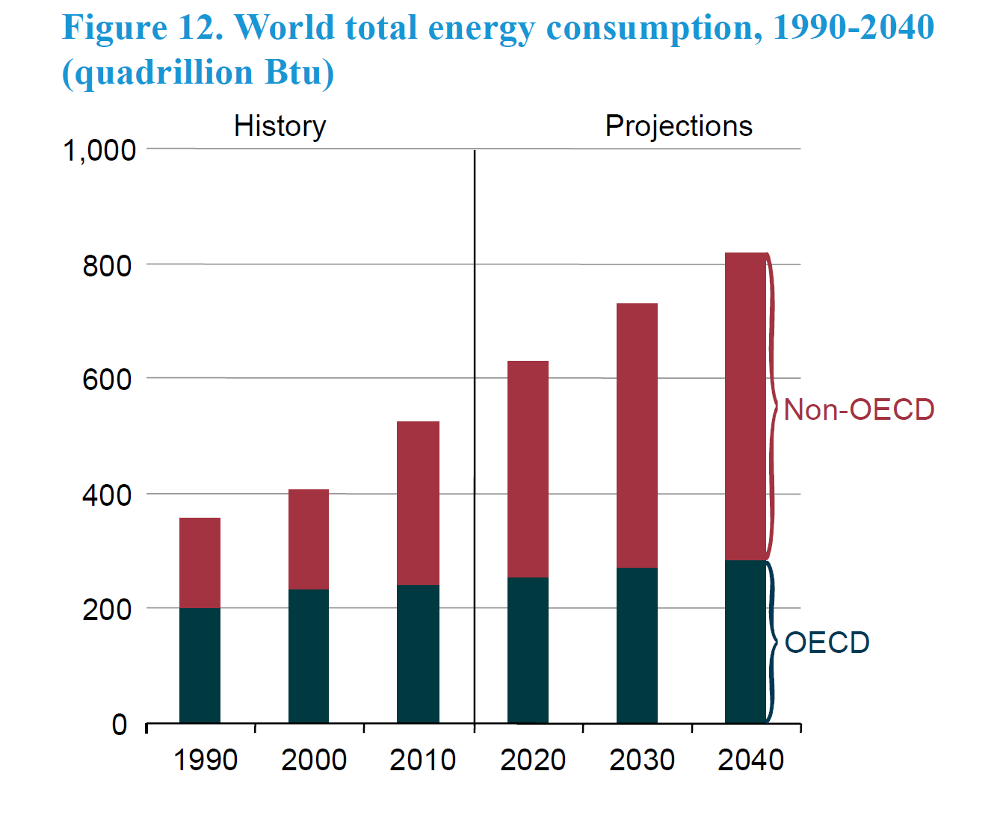 Figure 12. World total energy consumption, 1990-2040
(quadrillion Btu)
History
Projections
1,000
800
600
400
200
0
Non-OECD
OECD
1990
2000
2010
2020
2030
2040